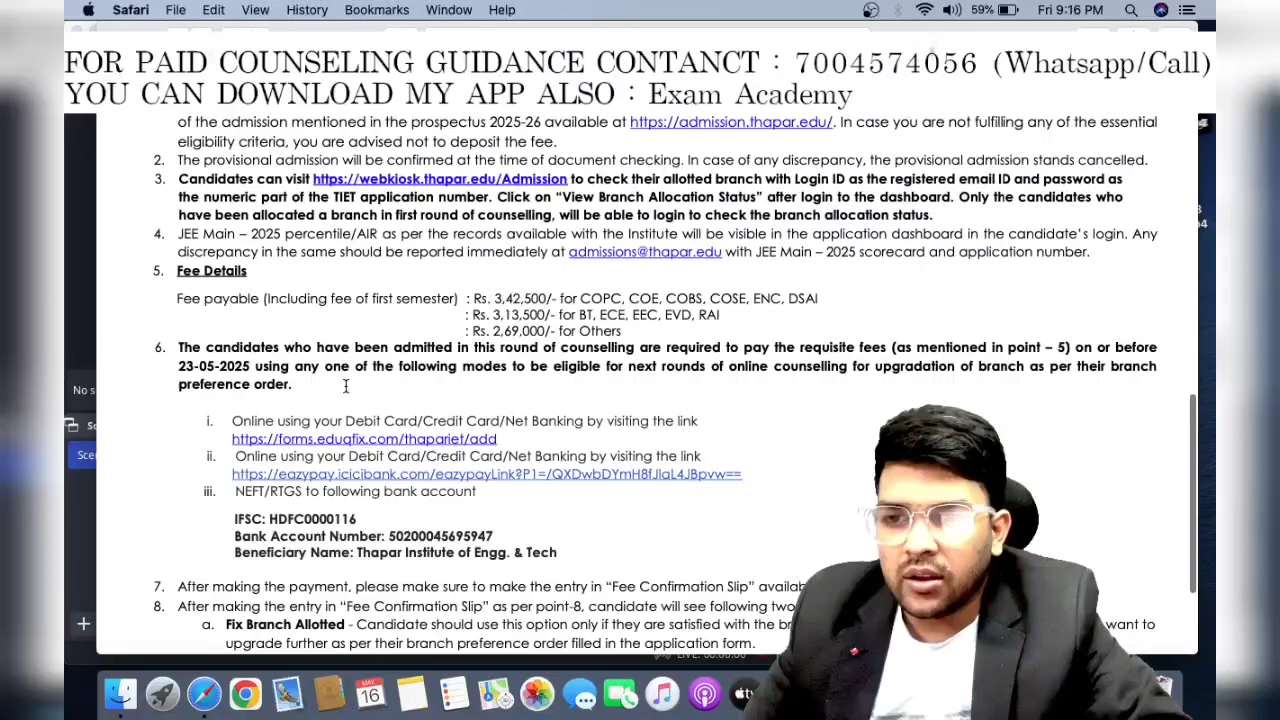 Safari File Edit View History Bookmarks Window Help 59% Fri 9:16 PM
FOR PAID COUNSELING GUIDANCE CONTANCT : 7004574056 (Whatsapp/Call)
YOU CAN DOWNLOAD MY APP ALSO : Exam Academy
of the admission mentioned in the prospectus 2025-26 available at https://admission.thapar.edu/. In case you are not fulfilling any of the essential
eligibility criteria, you are advised not to deposit the fee.
2. The provisional admission will be confirmed at the time of document checking. In case of any discrepancy, the provisional admission stands cancelled.
3. Candidates can visit https://webkiosk.thapar.edu/Admission to check their allotted branch with Login ID as the registered email ID and password as
the numeric part of the TIET application number. Click on “View Branch Allocation Status” after login to the dashboard. Only the candidates who
have been allocated a branch in first round of counselling, will be able to login to check the branch allocation status.
4. JEE Main – 2025 percentile/AIR as per the records available with the Institute will be visible in the application dashboard in the candidate’s login. Any
discrepancy in the same should be reported immediately at admissions@thapar.edu with JEE Main – 2025 scorecard and application number.
5. Fee Details
Fee payable (Including fee of first semester) : Rs. 3,42,500/- for COPC, COE, COBS, COSE, ENC, DSAI
: Rs. 3,13,500/- for BT, ECE, EEC, EVD, RAI
: Rs. 2,69,000/- for Others
6. The candidates who have been admitted in this round of counselling are required to pay the requisite fees (as mentioned in point – 5) on or before
23-05-2025 using any one of the following modes to be eligible for next rounds of online counselling for upgradation of branch as per their branch
preference order.
No s
i. Online using your Debit Card/Credit Card/Net Banking by visiting the link
https://forms.eduqfix.com/thapariet/add
Sce
ii. Online using your Debit Card/Credit Card/Net Banking by visiting the link
https://eazypay.icicibank.com/eazypayLink?P1=/QXDwbDYmH8fJlaL4JBpvw==
iii. NEFT/RTGS to following bank account
IFSC: HDFC0000116
Bank Account Number: 50200045695947
Beneficiary Name: Thapar Institute of Engg. & Tech
7. After making the payment, please make sure to make the entry in “Fee Confirmation Slip”
8. After making the entry in “Fee Confirmation Slip” as per point-8, candidate will see following two
a. Fix Branch Allotted - Candidate should use this option only if they are satisfied with the want to
upgrade further as per their branch preference order filled in the application form.
MAY
16
tv